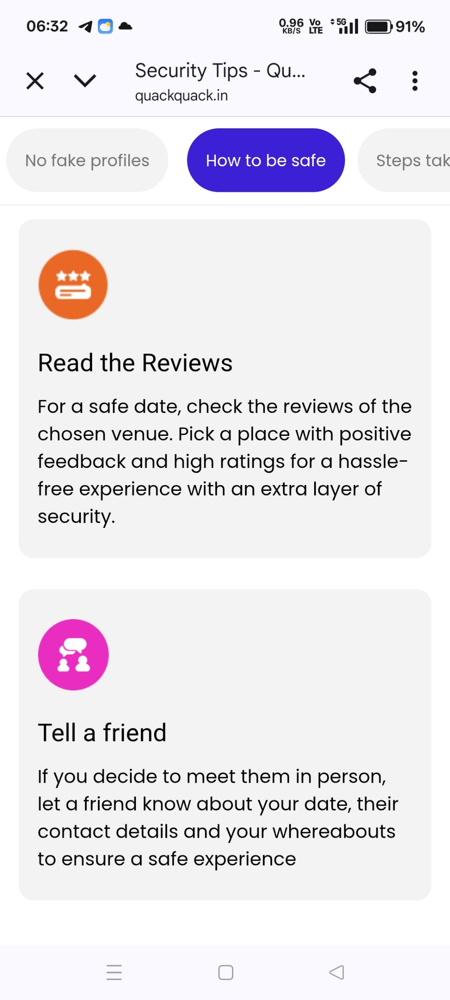 06:32
0.96 KB/S Vo LTE 5G 91%
Security Tips - Qu...
quackquack.in
No fake profiles
How to be safe
Steps tak
Read the Reviews
For a safe date, check the reviews of the
chosen venue. Pick a place with positive
feedback and high ratings for a hassle-
free experience with an extra layer of
security.
Tell a friend
If you decide to meet them in person,
let a friend know about your date, their
contact details and your whereabouts
to ensure a safe experience